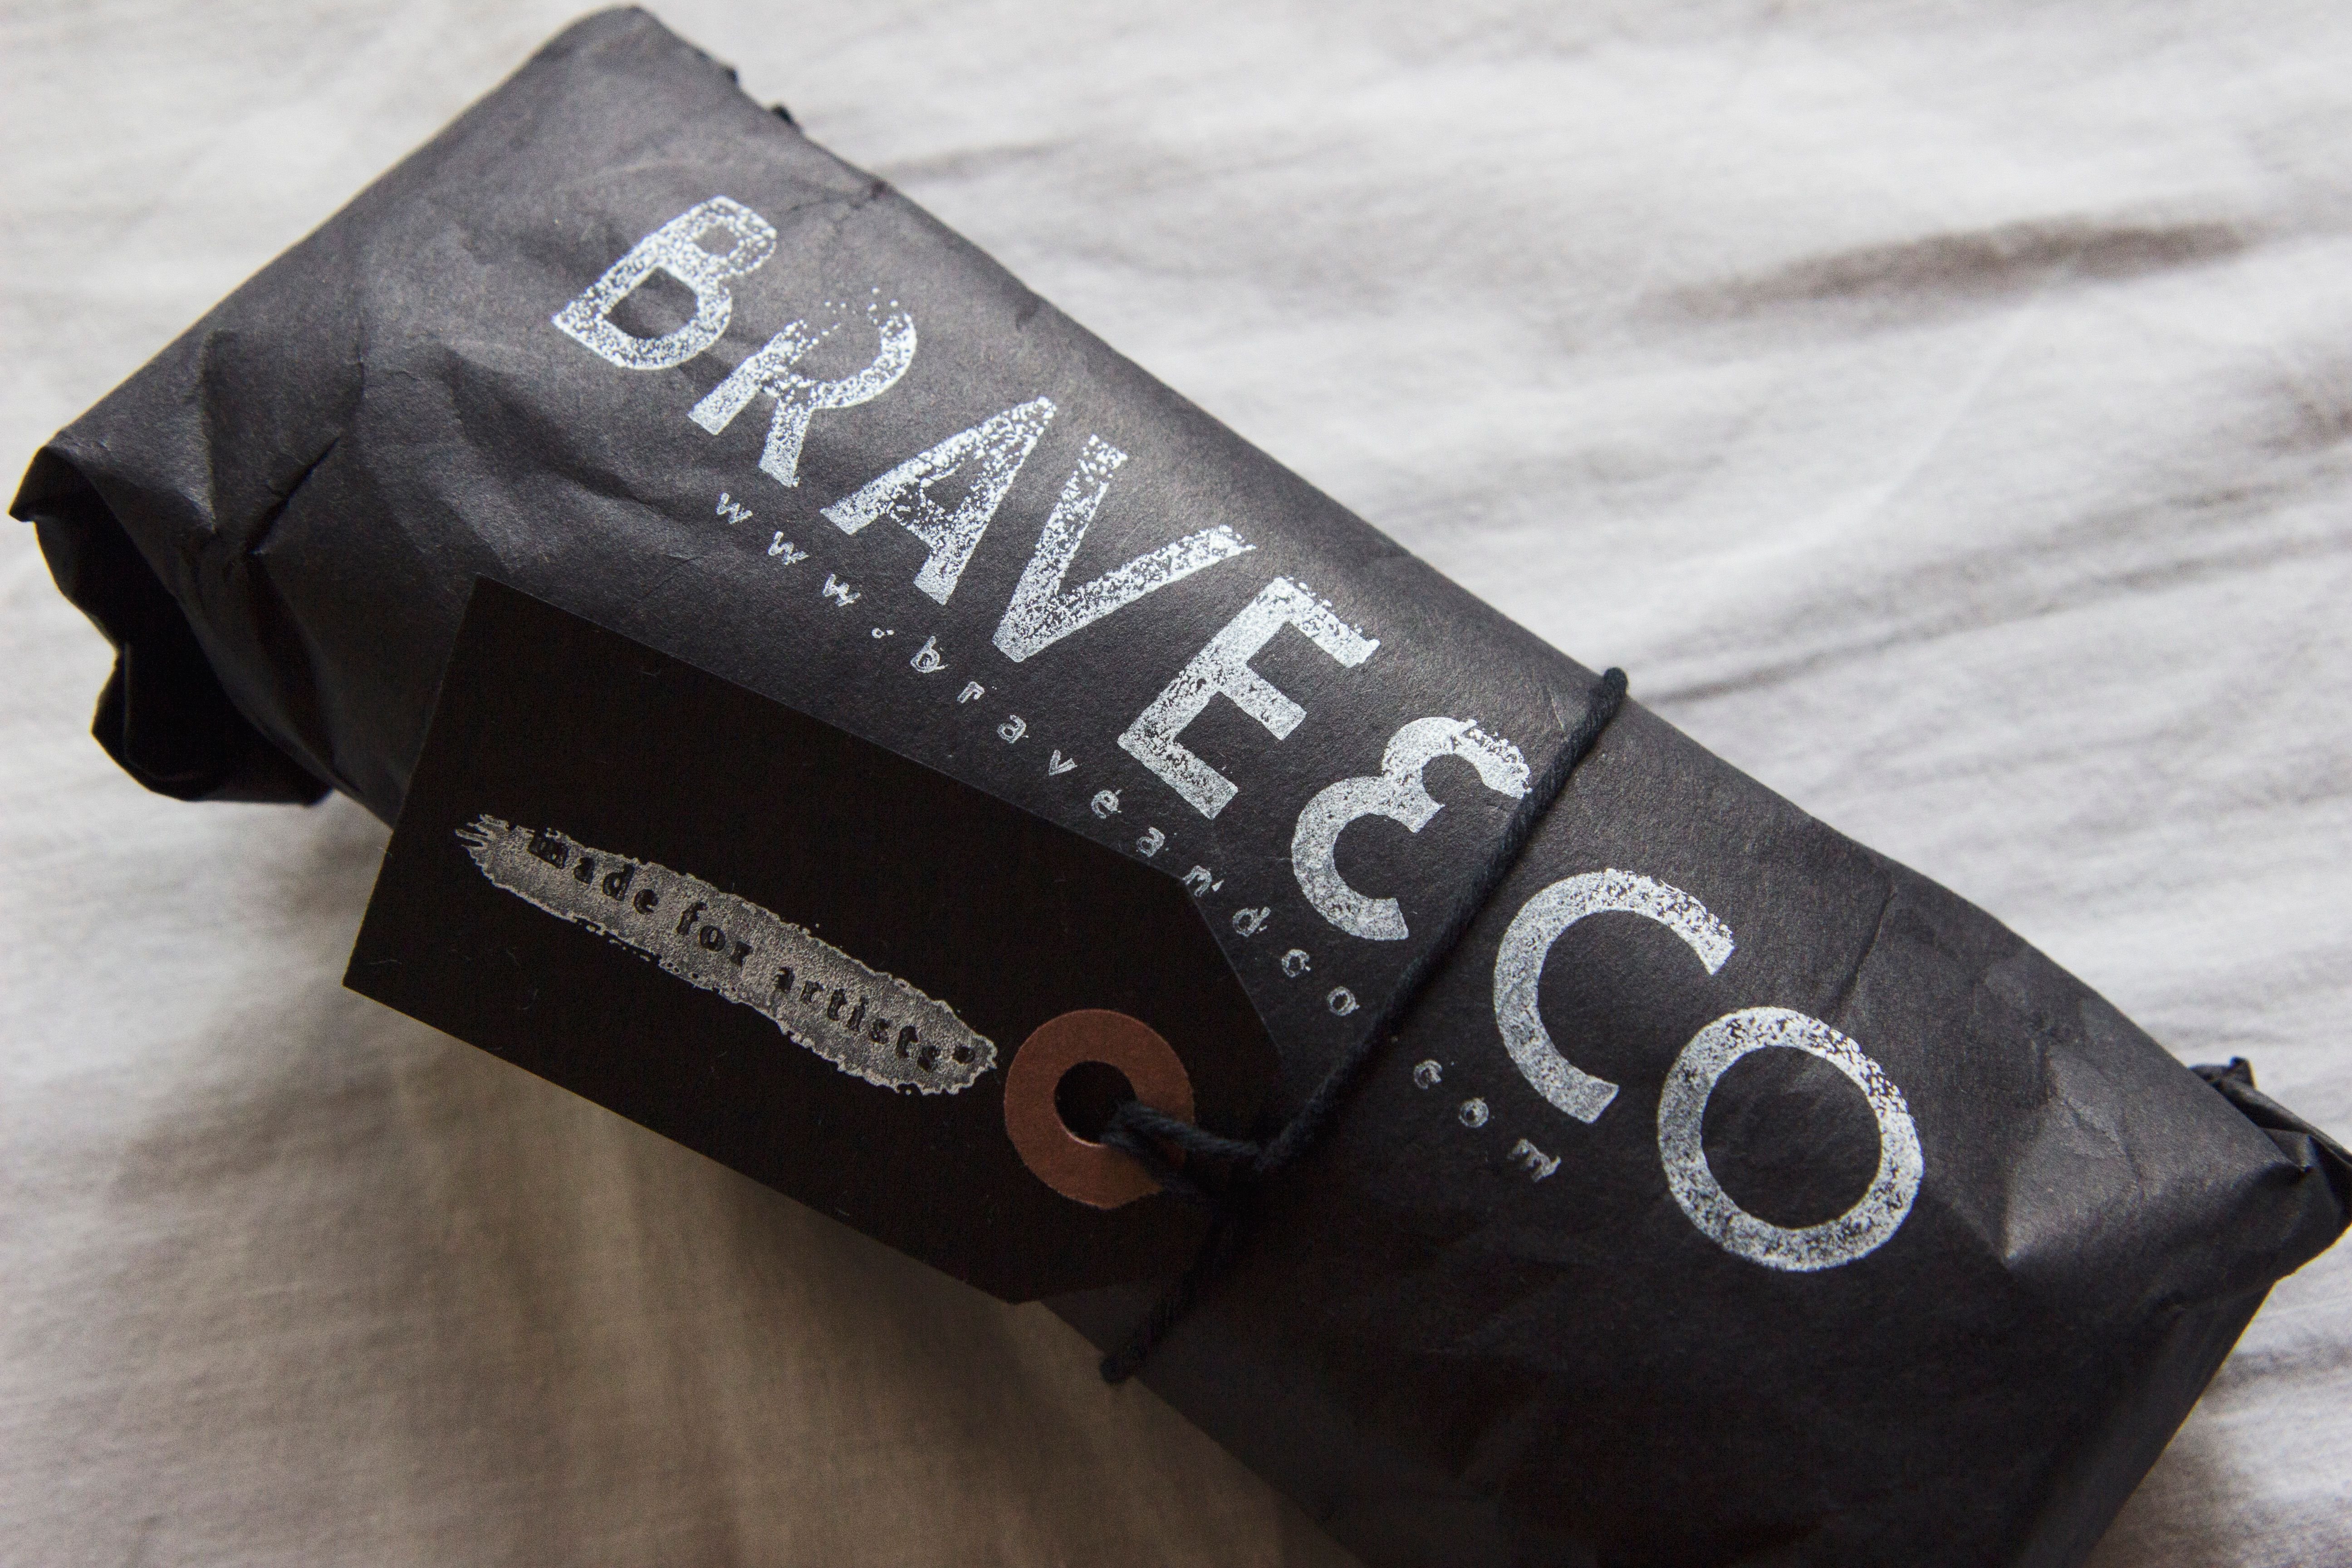 BRAVE & CO
www.braveandco.com
made for artists.